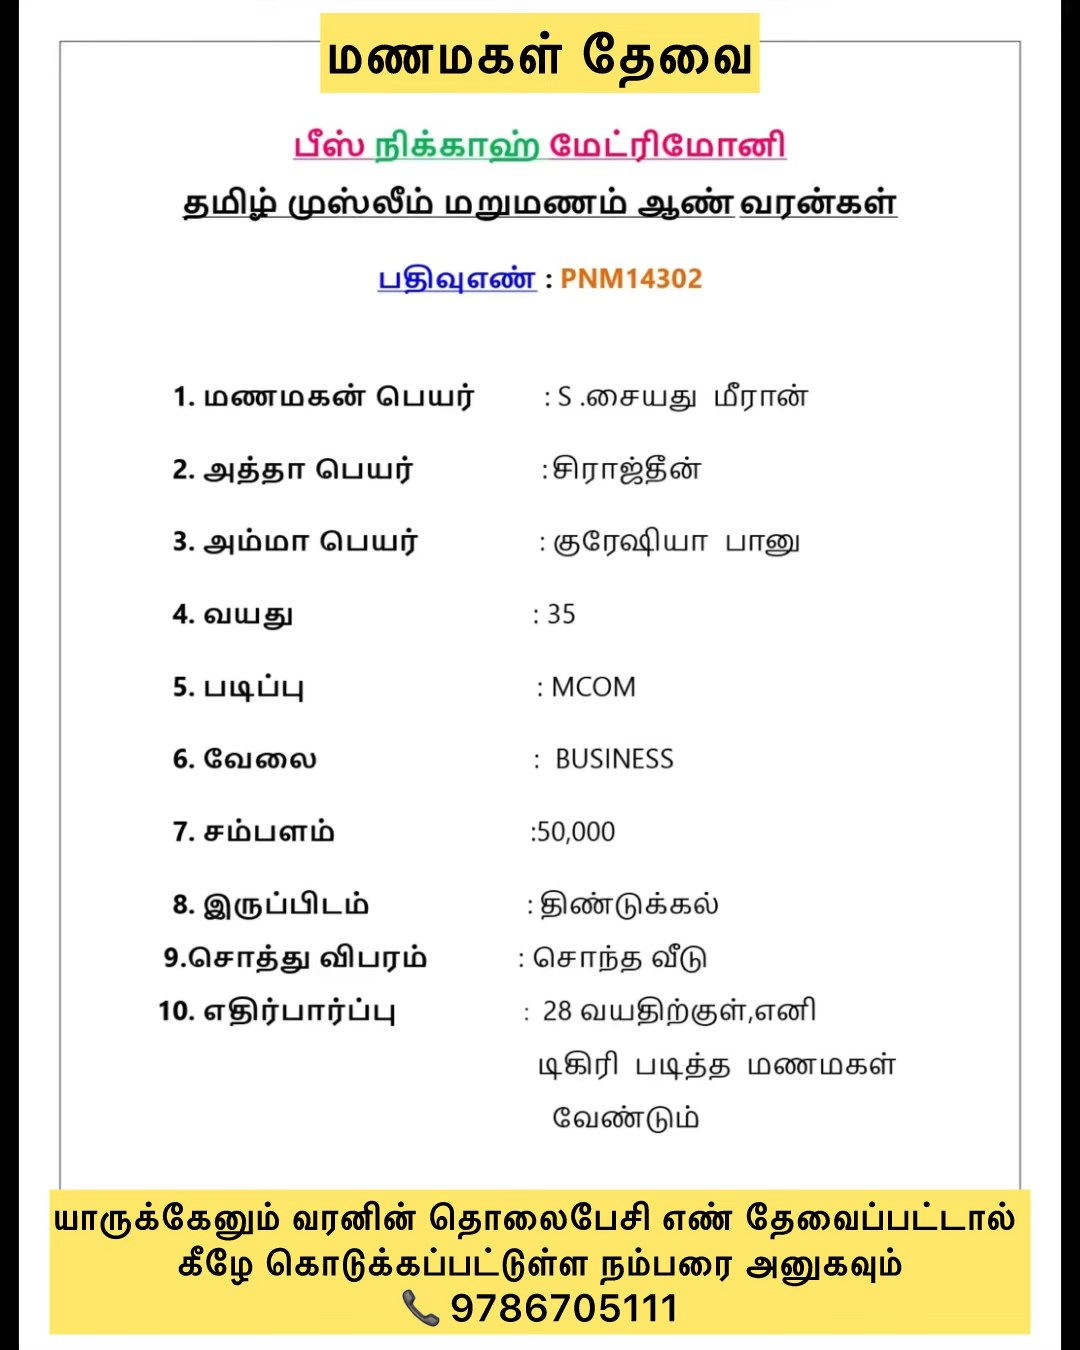 மணமகள் தேவை
பீஸ் நிக்காஹ் மேட்ரிமோனி
தமிழ் முஸ்லீம் மறுமணம் ஆண் வரன்கள்
பதிவுஎண் : PNM14302
1. மணமகன் பெயர் : S .சையது மீரான்
2. அத்தா பெயர் : சிராஜ்தீன்
3. அம்மா பெயர் : குரேஷியா பானு
4. வயது : 35
5. படிப்பு : MCOM
6. வேலை : BUSINESS
7. சம்பளம் :50,000
8. இருப்பிடம் : திண்டுக்கல்
9.சொத்து விபரம் : சொந்த வீடு
10. எதிர்பார்ப்பு : 28 வயதிற்குள்,எனி
டிகிரி படித்த மணமகள்
வேண்டும்
யாருக்கேனும் வரனின் தொலைபேசி எண் தேவைப்பட்டால்
கீழே கொடுக்கப்பட்டுள்ள நம்பரை அனுகவும்
📞 9786705111